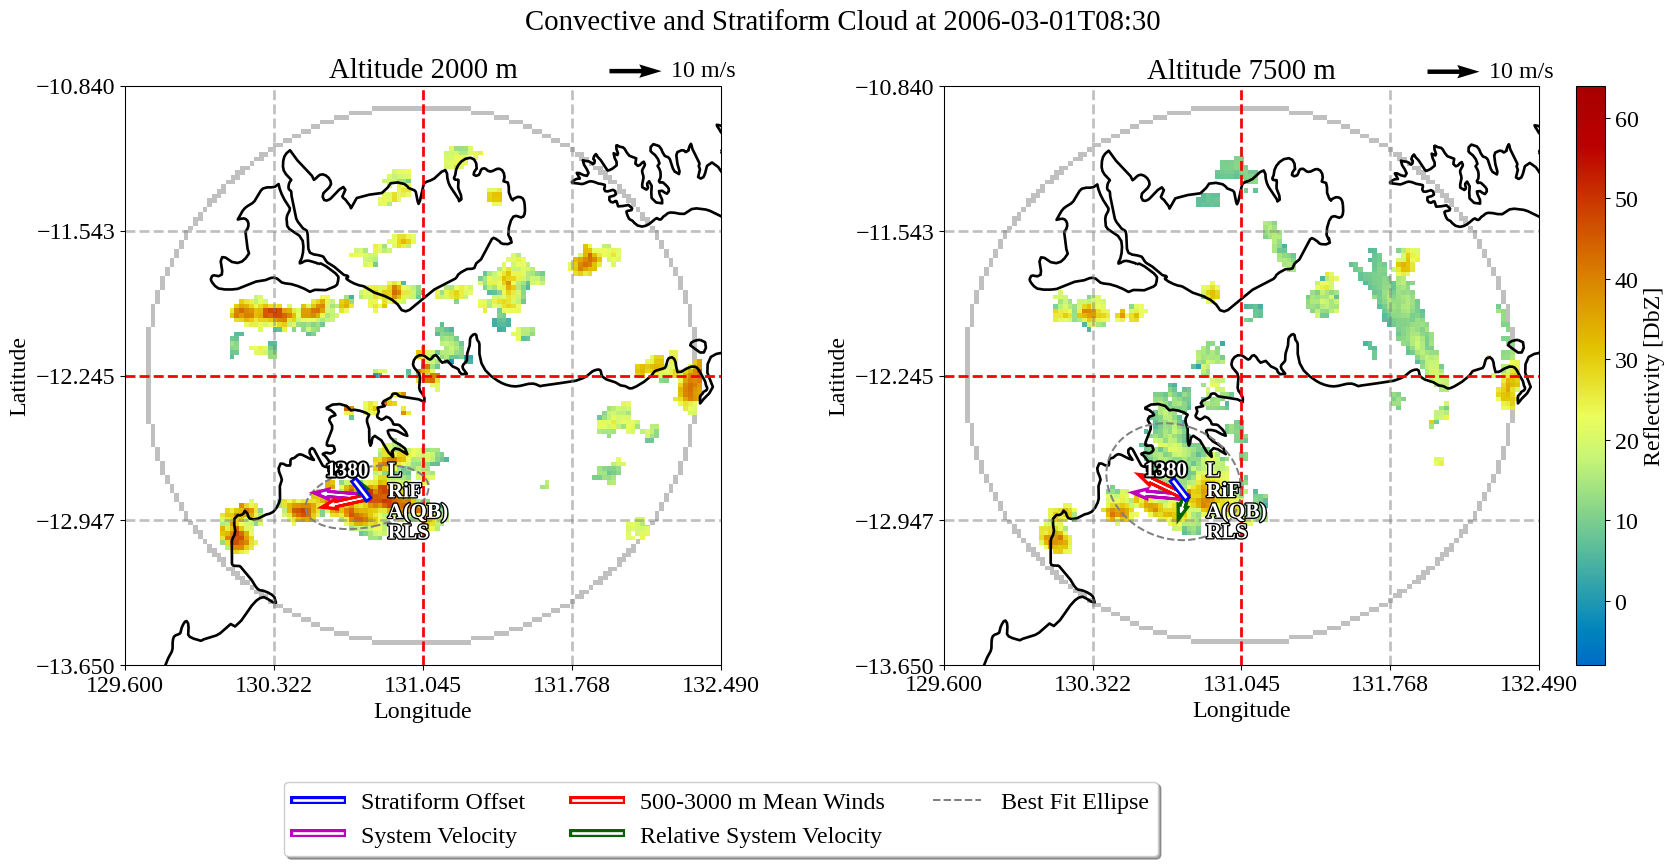 Convective and Stratiform Cloud at 2006-03-01T08:30
Altitude 2000 m
10 m/s
−10.840
−11.543
−12.245
−12.947
−13.650
Latitude
1380
L
RiF
A(QB)
RLS
129.600
130.322
131.045
131.768
132.490
Longitude
Altitude 7500 m
10 m/s
−10.840
−11.543
−12.245
−12.947
−13.650
Latitude
1380
L
RiF
A(QB)
RLS
129.600
130.322
131.045
131.768
132.490
Longitude
60
50
40
30
20
10
0
Reflectivity [DbZ]
Stratiform Offset
System Velocity
500-3000 m Mean Winds
Relative System Velocity
Best Fit Ellipse